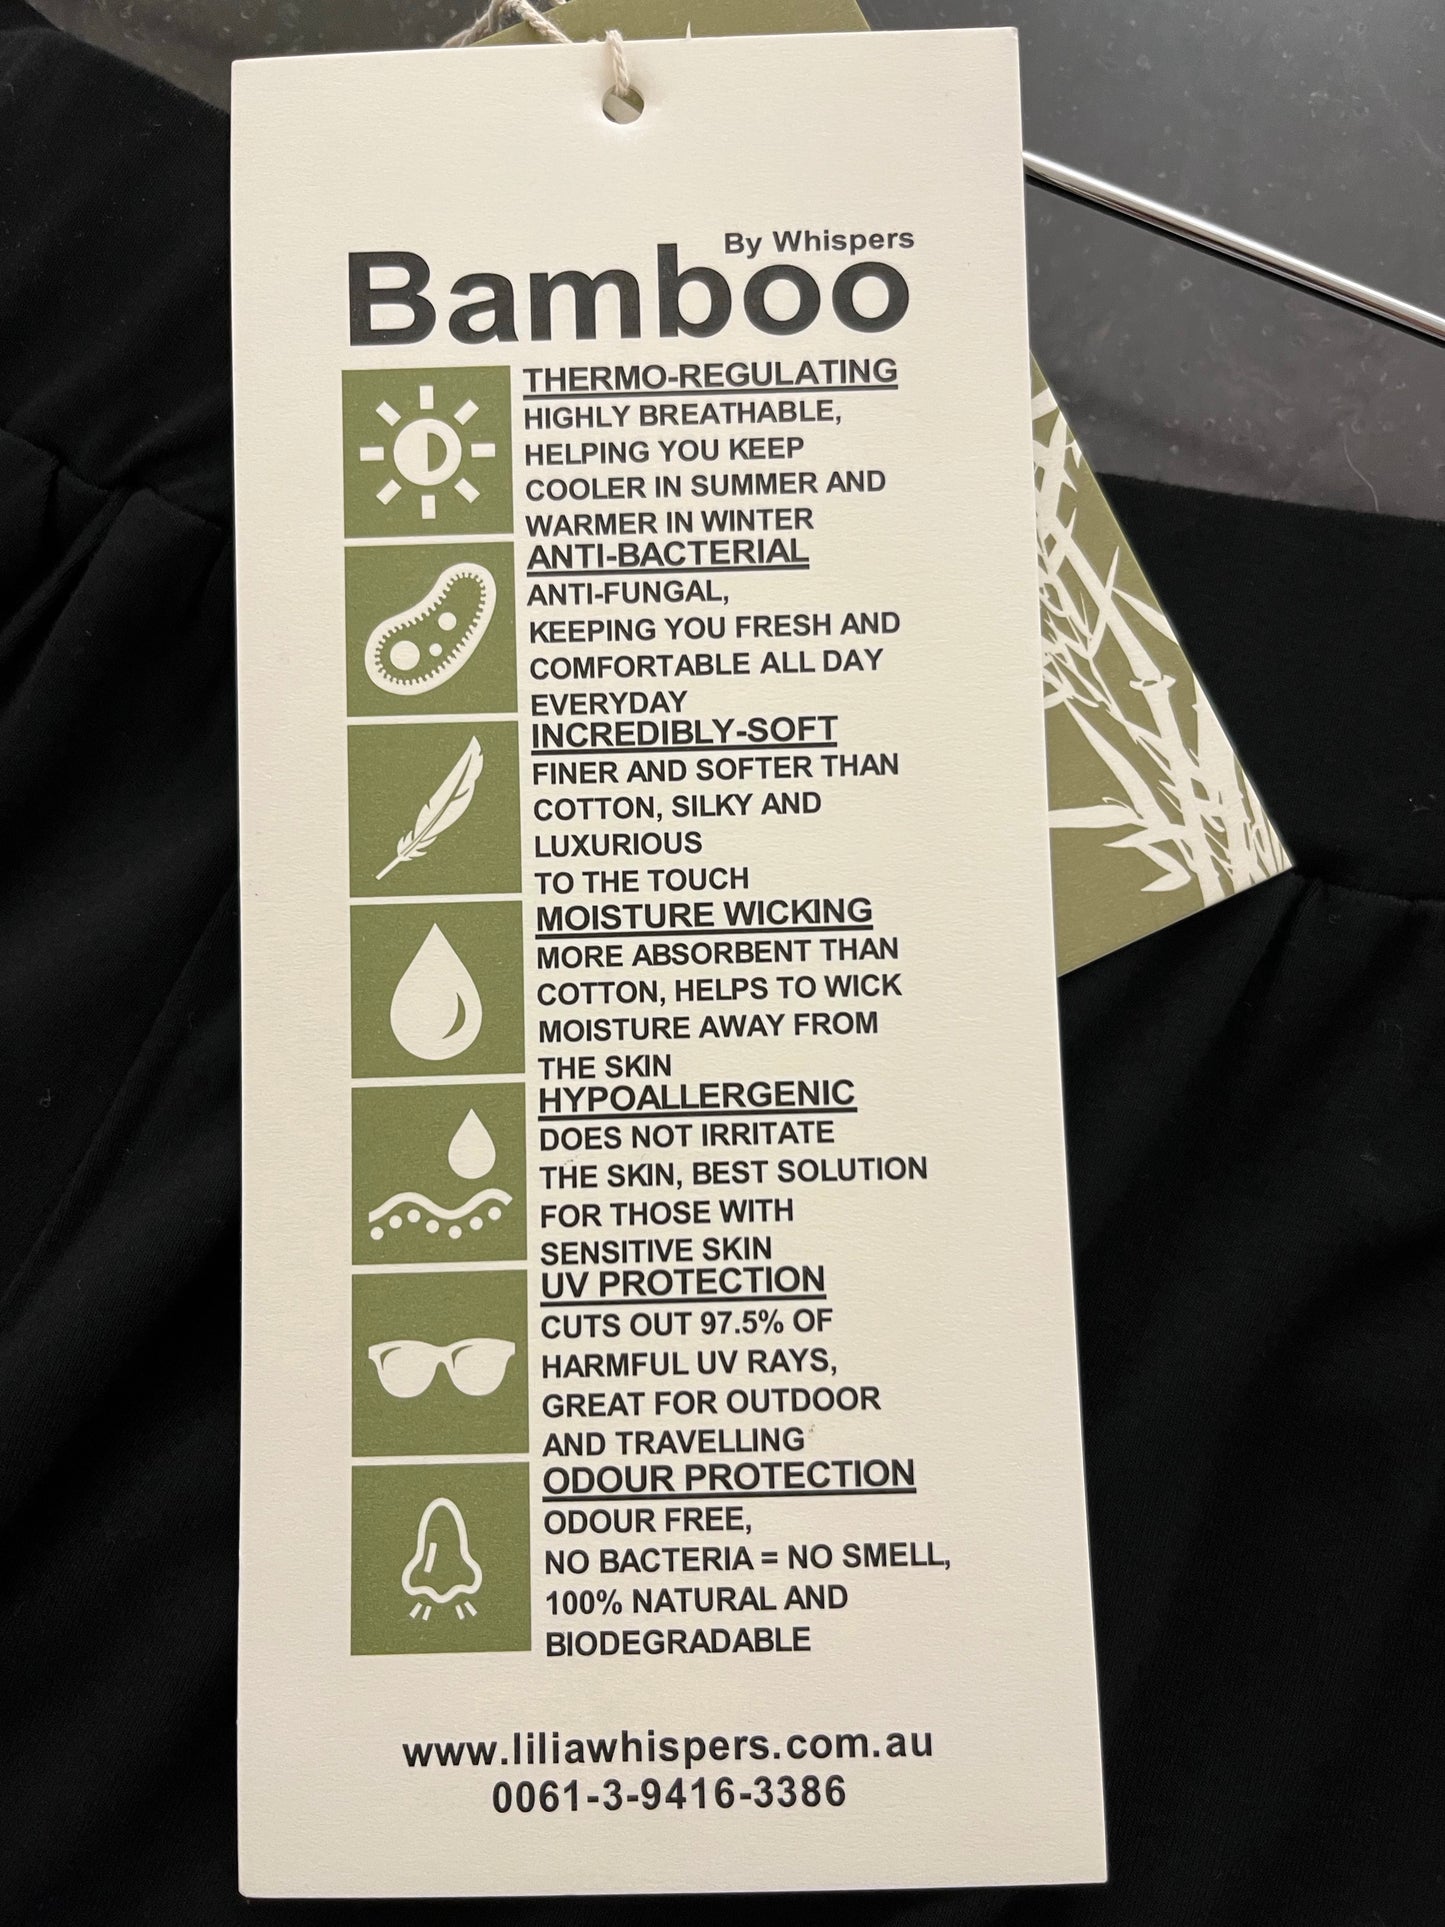 By Whispers
Bamboo
THERMO-REGULATING
HIGHLY BREATHABLE,
HELPING YOU KEEP
COOLER IN SUMMER AND
WARMER IN WINTER
ANTI-BACTERIAL
ANTI-FUNGAL,
KEEPING YOU FRESH AND
COMFORTABLE ALL DAY
EVERYDAY
INCREDIBLY-SOFT
FINER AND SOFTER THAN
COTTON, SILKY AND
LUXURIOUS
TO THE TOUCH
MOISTURE WICKING
MORE ABSORBENT THAN
COTTON, HELPS TO WICK
MOISTURE AWAY FROM
THE SKIN
HYPOALLERGENIC
DOES NOT IRRITATE
THE SKIN, BEST SOLUTION
FOR THOSE WITH
SENSITIVE SKIN
UV PROTECTION
CUTS OUT 97.5% OF
HARMFUL UV RAYS,
GREAT FOR OUTDOOR
AND TRAVELLING
ODOUR PROTECTION
ODOUR FREE,
NO BACTERIA = NO SMELL,
100% NATURAL AND
BIODEGRADABLE
www.liliawhispers.com.au
0061-3-9416-3386